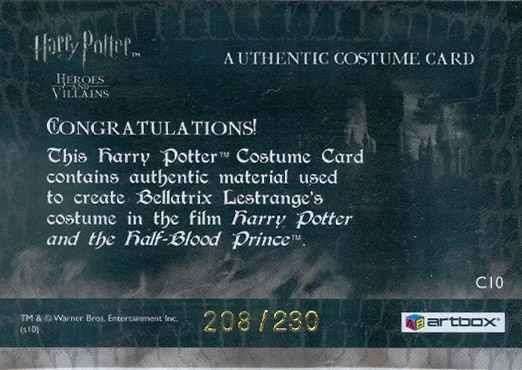 Harry Potter™
AUTHENTIC COSTUME CARD
HEROES
AND
VILLAINS
CONGRATULATIONS!
This Harry Potter™ Costume Card
contains authentic material used
to create Bellatrix Lestrange's
costume in the film Harry Potter
and the Half-Blood Prince™.
C10
TM & © Warner Bros. Entertainment Inc.
(s10)
208/230
artbox®